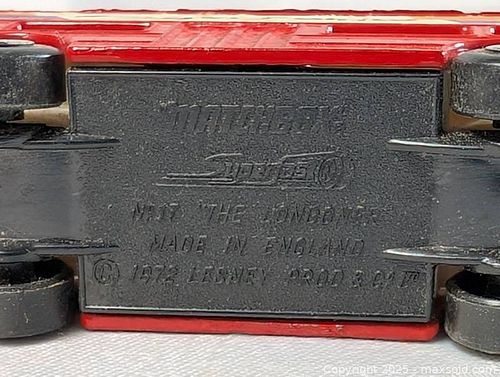 MATCHBOX
Superfast
Nº17 'THE LONDONER'
MADE IN ENGLAND
© 1972 LESNEY PROD & Cº LTD
Copyright 2025 - maxsold.com